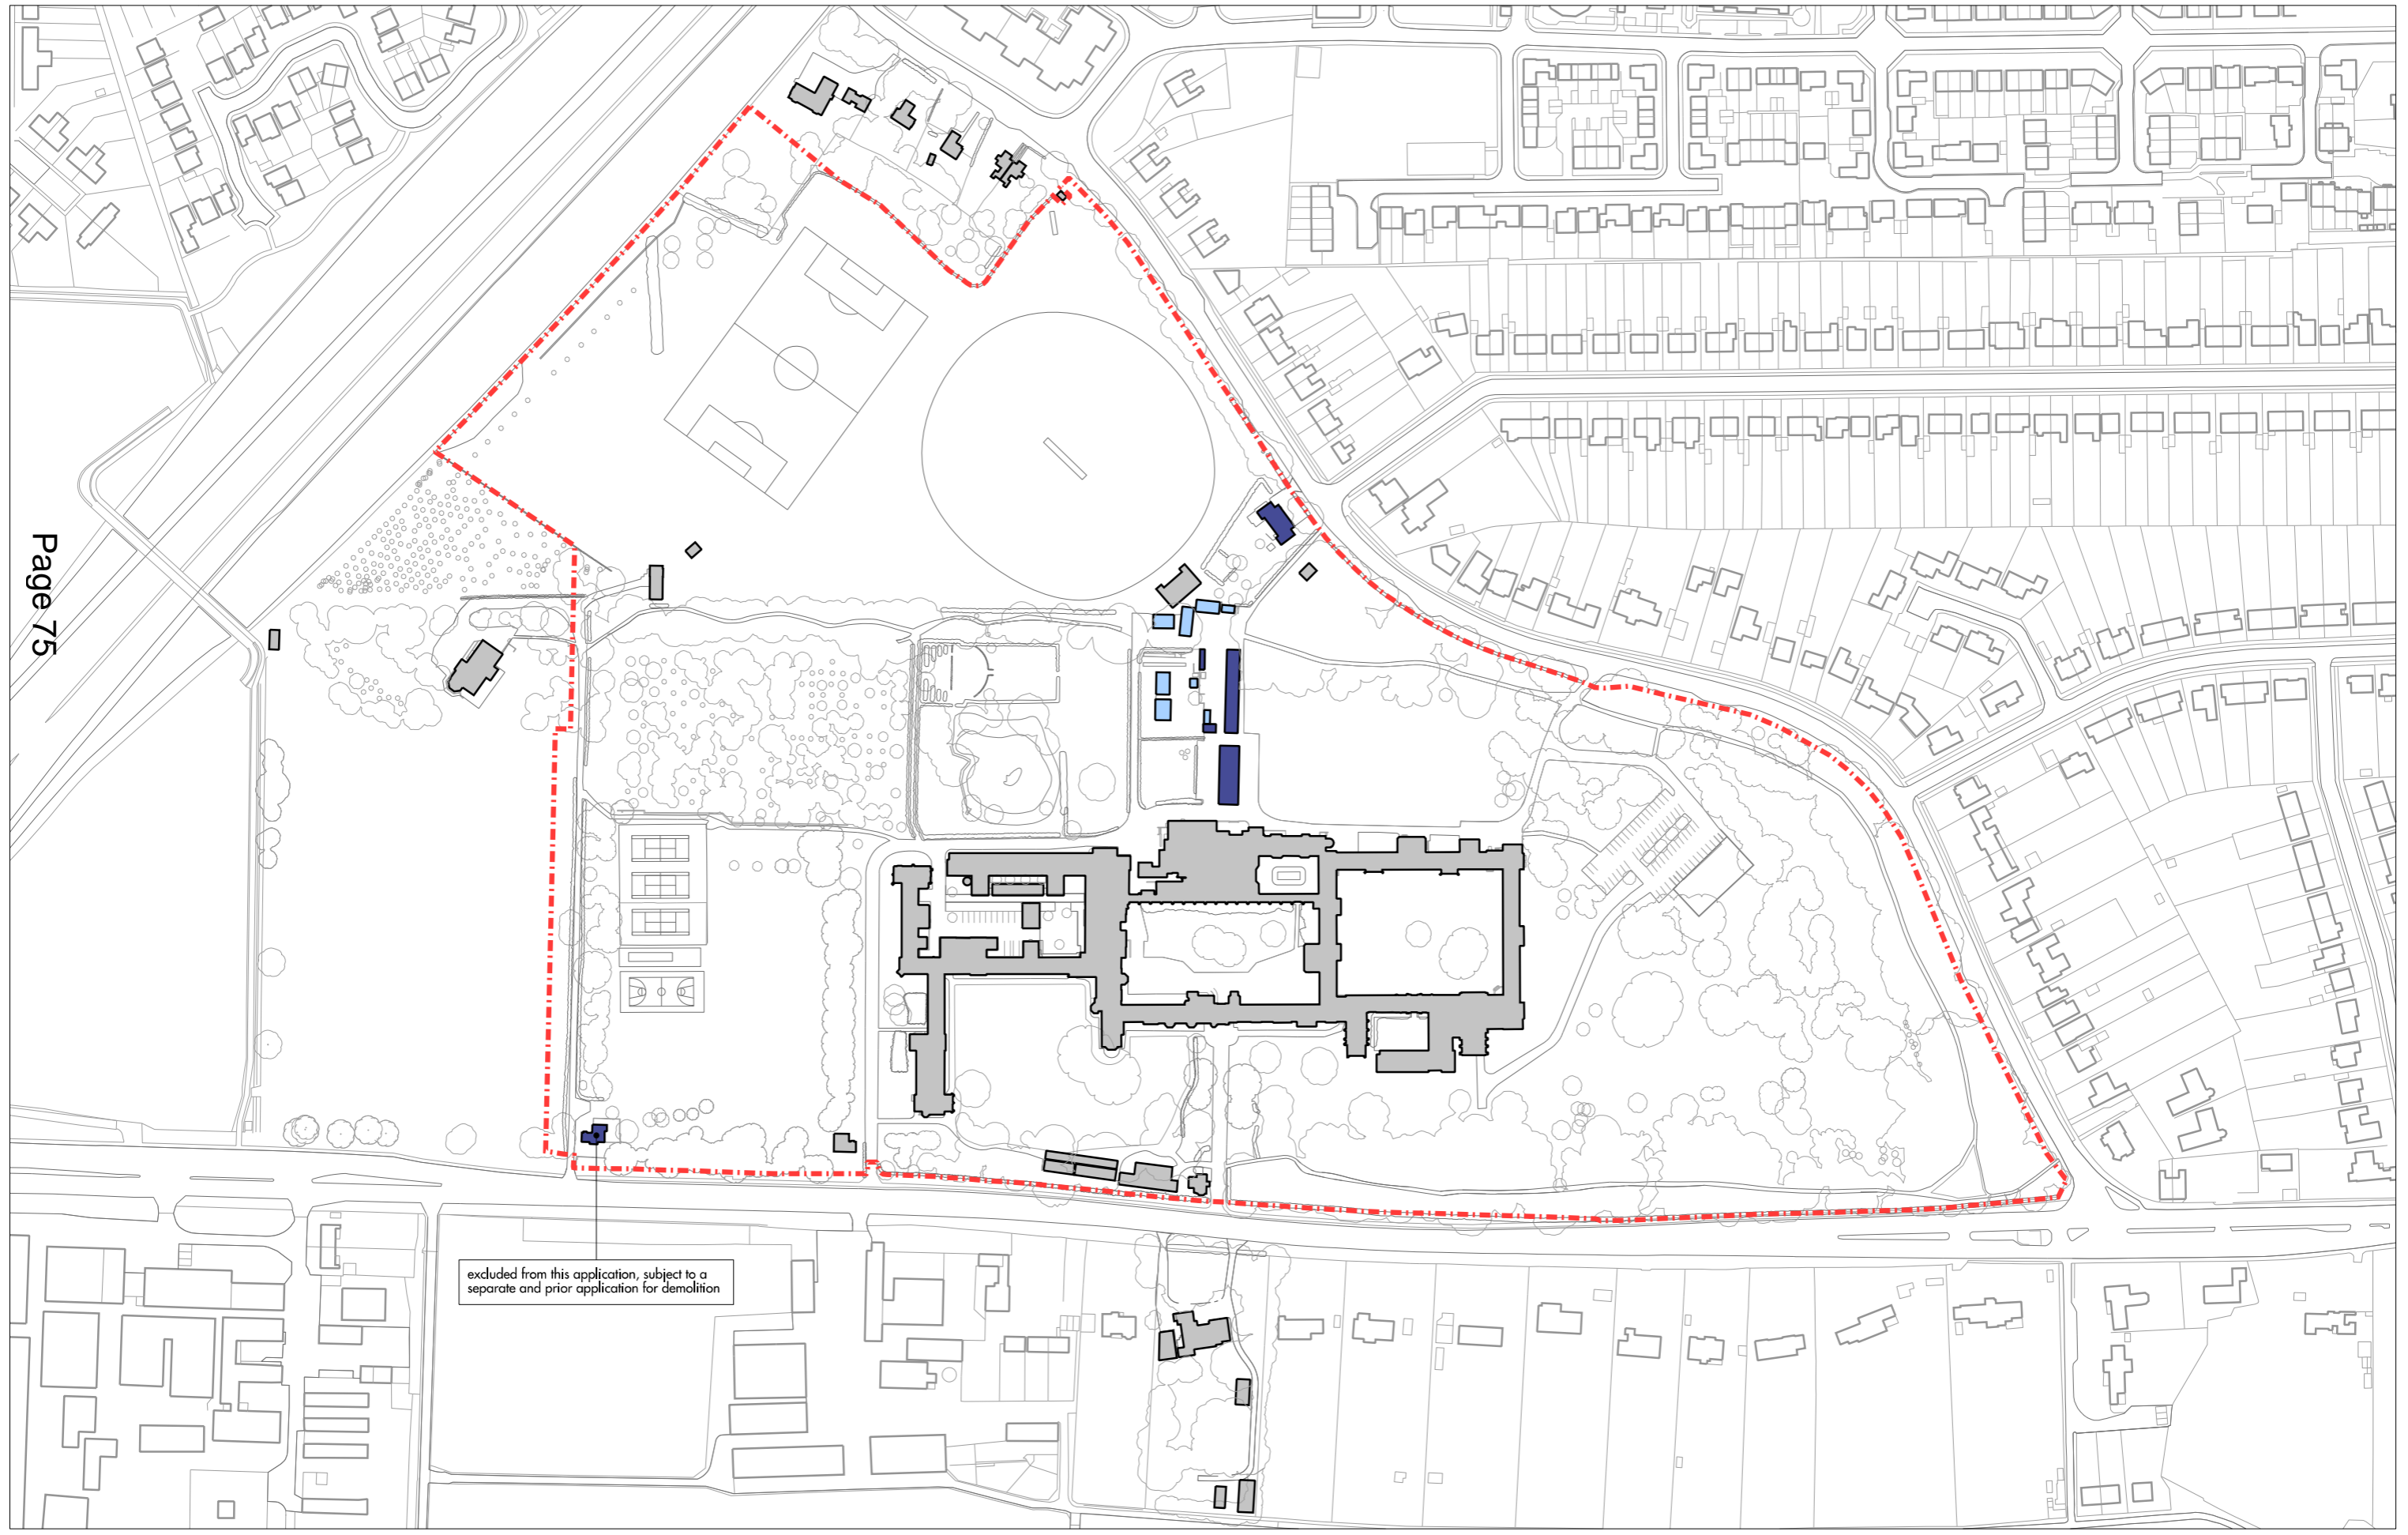 Page 75
excluded from this application, subject to a
separate and prior application for demolition